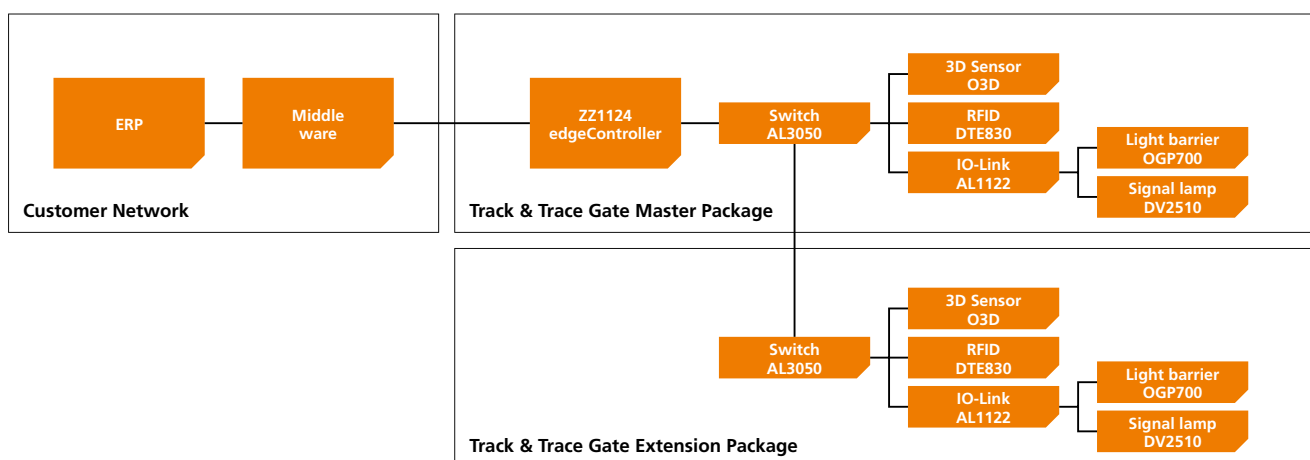 ERP
Middle
ware
Customer Network
ZZ1124
edgeController
Switch
AL3050
3D Sensor
O3D
RFID
DTE830
IO-Link
AL1122
Light barrier
OGP700
Signal lamp
DV2510
Track & Trace Gate Master Package
Switch
AL3050
3D Sensor
O3D
RFID
DTE830
IO-Link
AL1122
Light barrier
OGP700
Signal lamp
DV2510
Track & Trace Gate Extension Package